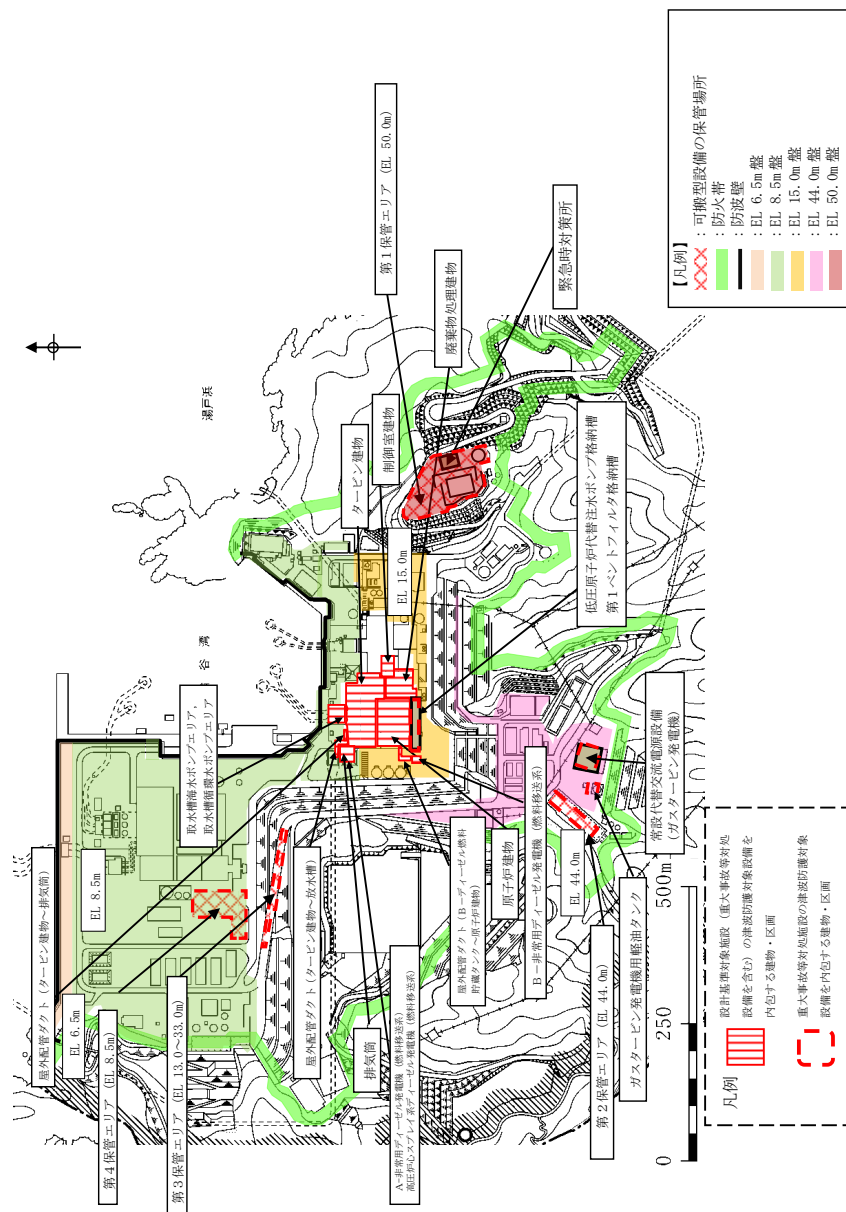 屋外配管ダクト(タービン建物~排気筒)
EL 6.5m
第4保管エリア(EL 8.5m)
第3保管エリア(EL 13.0~33.0m)
EL 8.5m
取水槽海水ポンプエリア,
取水槽循環水ポンプエリア
屋外配管ダクト(タービン建物~放水槽)
排気筒
A-非常用ディーゼル発電機(燃料移送系)
高圧炉心スプレイ系ディーゼル発電機(燃料移送系)
屋外配管ダクト(B-ディーゼル燃料
貯蔵タンク~原子炉建物)
原子炉建物
B-非常用ディーゼル発電機(燃料移送系)
EL 44.0m
第2保管エリア(EL 44.0m)
ガスタービン発電機用軽油タンク
常設代替交流電源設備
(ガスタービン発電機)
低圧原子炉代替注水ポンプ格納槽
第1ベントフィルタ格納槽
タービン建物
制御室建物
EL 15.0m
第1保管エリア(EL 50.0m)
廃棄物処理建物
緊急時対策所
湯戸浜
谷 湾
【凡例】
:可搬型設備の保管場所
:防火帯
:防波壁
:EL 6.5m 盤
:EL 8.5m 盤
:EL 15.0m 盤
:EL 44.0m 盤
:EL 50.0m 盤
0
250
500m
凡例
設計基準対象施設(重大事故等対処
設備を含む)の津波防護対象設備を
内包する建物・区画
重大事故等対処施設の津波防護対象
設備を内包する建物・区画